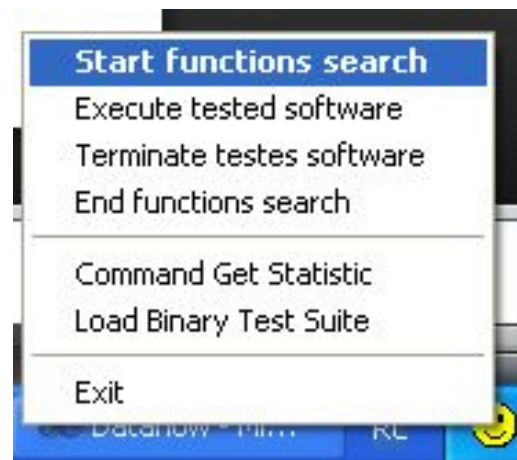 Start functions search
Execute tested software
Terminate testes software
End functions search
Command Get Statistic
Load Binary Test Suite
Exit